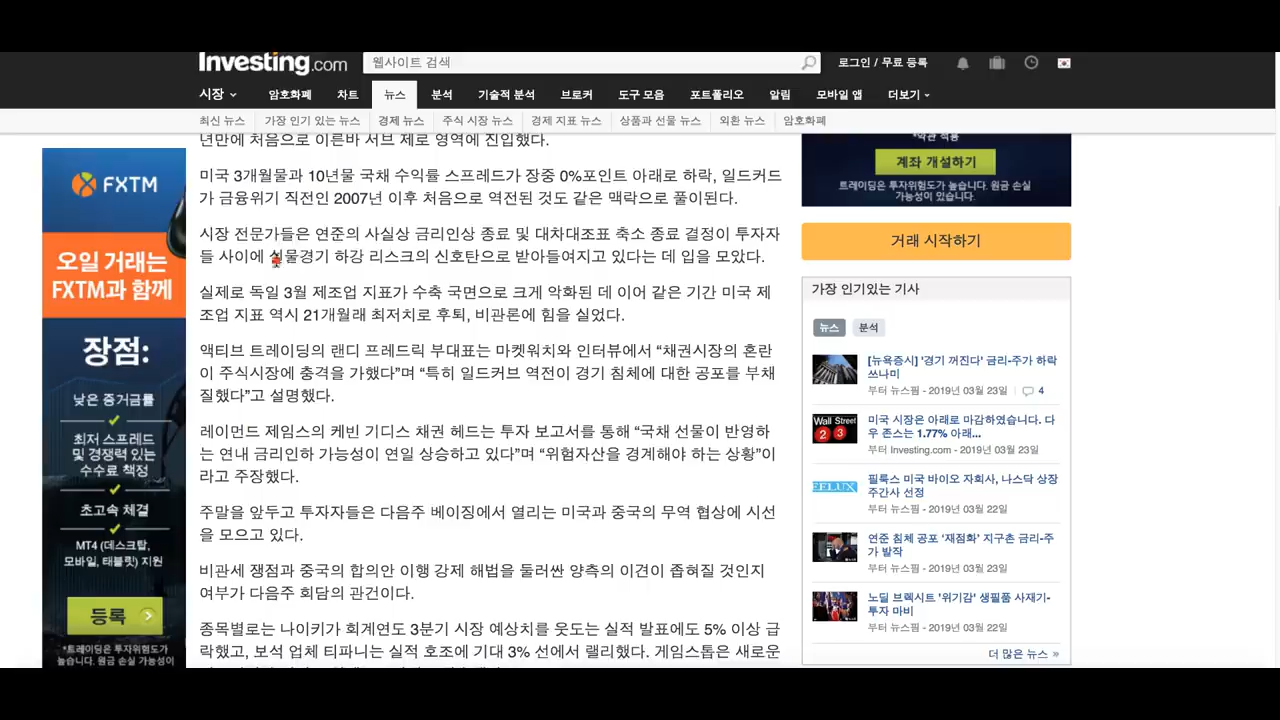 Investing.com
웹사이트 검색
로그인 / 무료 등록
시장
암호화폐
차트
뉴스
분석
기술적 분석
브로커
도구 모음
포트폴리오
알림
모바일 앱
더보기
최신 뉴스
가장 인기 있는 뉴스
경제 뉴스
주식 시장 뉴스
경제 지표 뉴스
상품과 선물 뉴스
외환 뉴스
암호화폐
FXTM
오일 거래는
FXTM과 함께
장점:
낮은 증거금률
최저 스프레드
및 경쟁력 있는
수수료 책정
초고속 체결
MT4 (데스크탑,
모바일, 태블릿) 지원
등록
*트레이딩은 투자위험도가
높습니다. 원금 손실 가능성이
년만에 처음으로 이른바 서브 제로 영역에 진입했다.
미국 3개월물과 10년물 국채 수익률 스프레드가 장중 0%포인트 아래로 하락, 일드커드
가 금융위기 직전인 2007년 이후 처음으로 역전된 것도 같은 맥락으로 풀이된다.
시장 전문가들은 연준의 사실상 금리인상 종료 및 대차대조표 축소 종료 결정이 투자자
들 사이에 실물경기 하강 리스크의 신호탄으로 받아들여지고 있다는 데 입을 모았다.
실제로 독일 3월 제조업 지표가 수축 국면으로 크게 악화된 데 이어 같은 기간 미국 제
조업 지표 역시 21개월래 최저치로 후퇴, 비관론에 힘을 실었다.
액티브 트레이딩의 랜디 프레드릭 부대표는 마켓워치와 인터뷰에서 “채권시장의 혼란
이 주식시장에 충격을 가했다”며 “특히 일드커브 역전이 경기 침체에 대한 공포를 부채
질했다”고 설명했다.
레이먼드 제임스의 케빈 기디스 채권 헤드는 투자 보고서를 통해 “국채 선물이 반영하
는 연내 금리인하 가능성이 연일 상승하고 있다”며 “위험자산을 경계해야 하는 상황”이
라고 주장했다.
주말을 앞두고 투자자들은 다음주 베이징에서 열리는 미국과 중국의 무역 협상에 시선
을 모으고 있다.
비관세 쟁점과 중국의 합의안 이행 강제 해법을 둘러싼 양측의 이견이 좁혀질 것인지
여부가 다음주 회담의 관건이다.
종목별로는 나이키가 회계연도 3분기 시장 예상치를 웃도는 실적 발표에도 5% 이상 급
락했고, 보석 업체 티파니는 실적 호조에 기대 3% 선에서 랠리했다. 게임스톱은 새로운
*약관 적용
계좌 개설하기
트레이딩은 투자위험도가 높습니다. 원금 손실
가능성이 있습니다.
거래 시작하기
가장 인기있는 기사
뉴스
분석
[뉴욕증시] '경기 꺼진다' 금리-주가 하락
쓰나미
부터 뉴스핌 - 2019년 03월 23일
4
Wall Street
미국 시장은 아래로 마감하였습니다. 다
우 존스는 1.77% 아래...
부터 Investing.com - 2019년 03월 23일
FELUX
필룩스 미국 바이오 자회사, 나스닥 상장
주간사 선정
부터 뉴스핌 - 2019년 03월 22일
연준 침체 공포 '재점화' 지구촌 금리-주
가 발작
부터 뉴스핌 - 2019년 03월 23일
노딜 브렉시트 '위기감' 생필품 사재기-
투자 마비
부터 뉴스핌 - 2019년 03월 22일
더 많은 뉴스 »